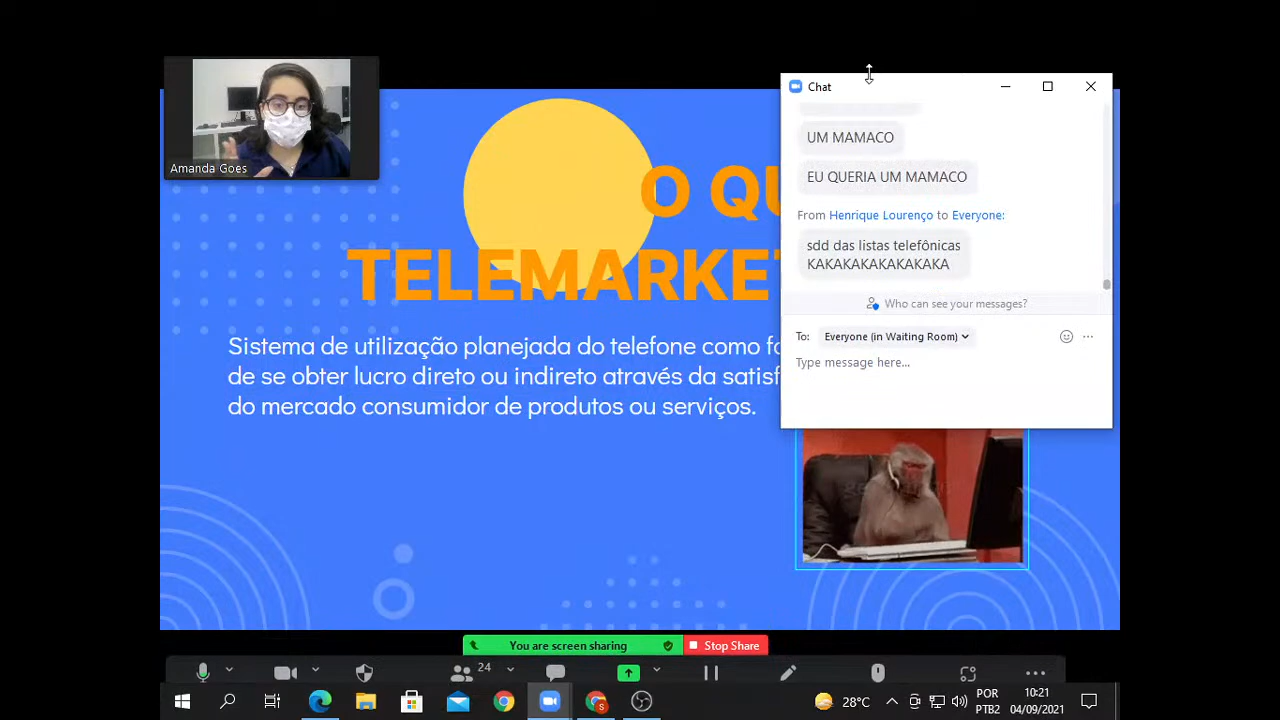 Amanda Goes
O QU
TELEMARKET
Sistema de utilização planejada do telefone como fo
de se obter lucro direto ou indireto através da satisf
do mercado consumidor de produtos ou serviços.
Chat
UM MAMACO
EU QUERIA UM MAMACO
From Henrique Lourenço to Everyone:
sdd das listas telefônicas
KAKAKAKAKAKAKAKA
Who can see your messages?
To: Everyone (in Waiting Room)
Type message here...
You are screen sharing
Stop Share
24
28°C
POR
PTB2
10:21
04/09/2021